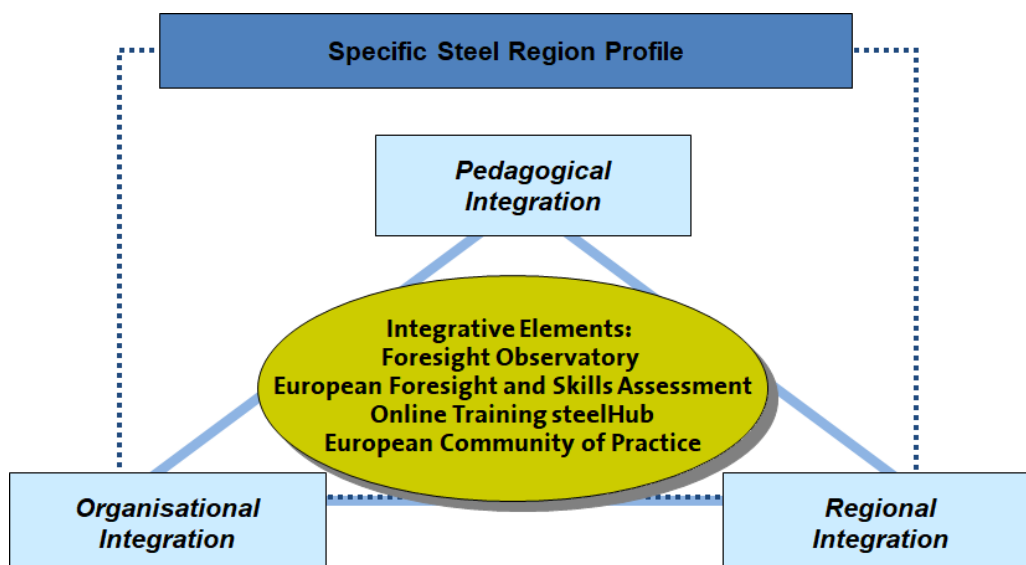 Specific Steel Region Profile
Pedagogical
Integration
Integrative Elements:
Foresight Observatory
European Foresight and Skills Assessment
Online Training steelHub
European Community of Practice
Organisational
Integration
Regional
Integration